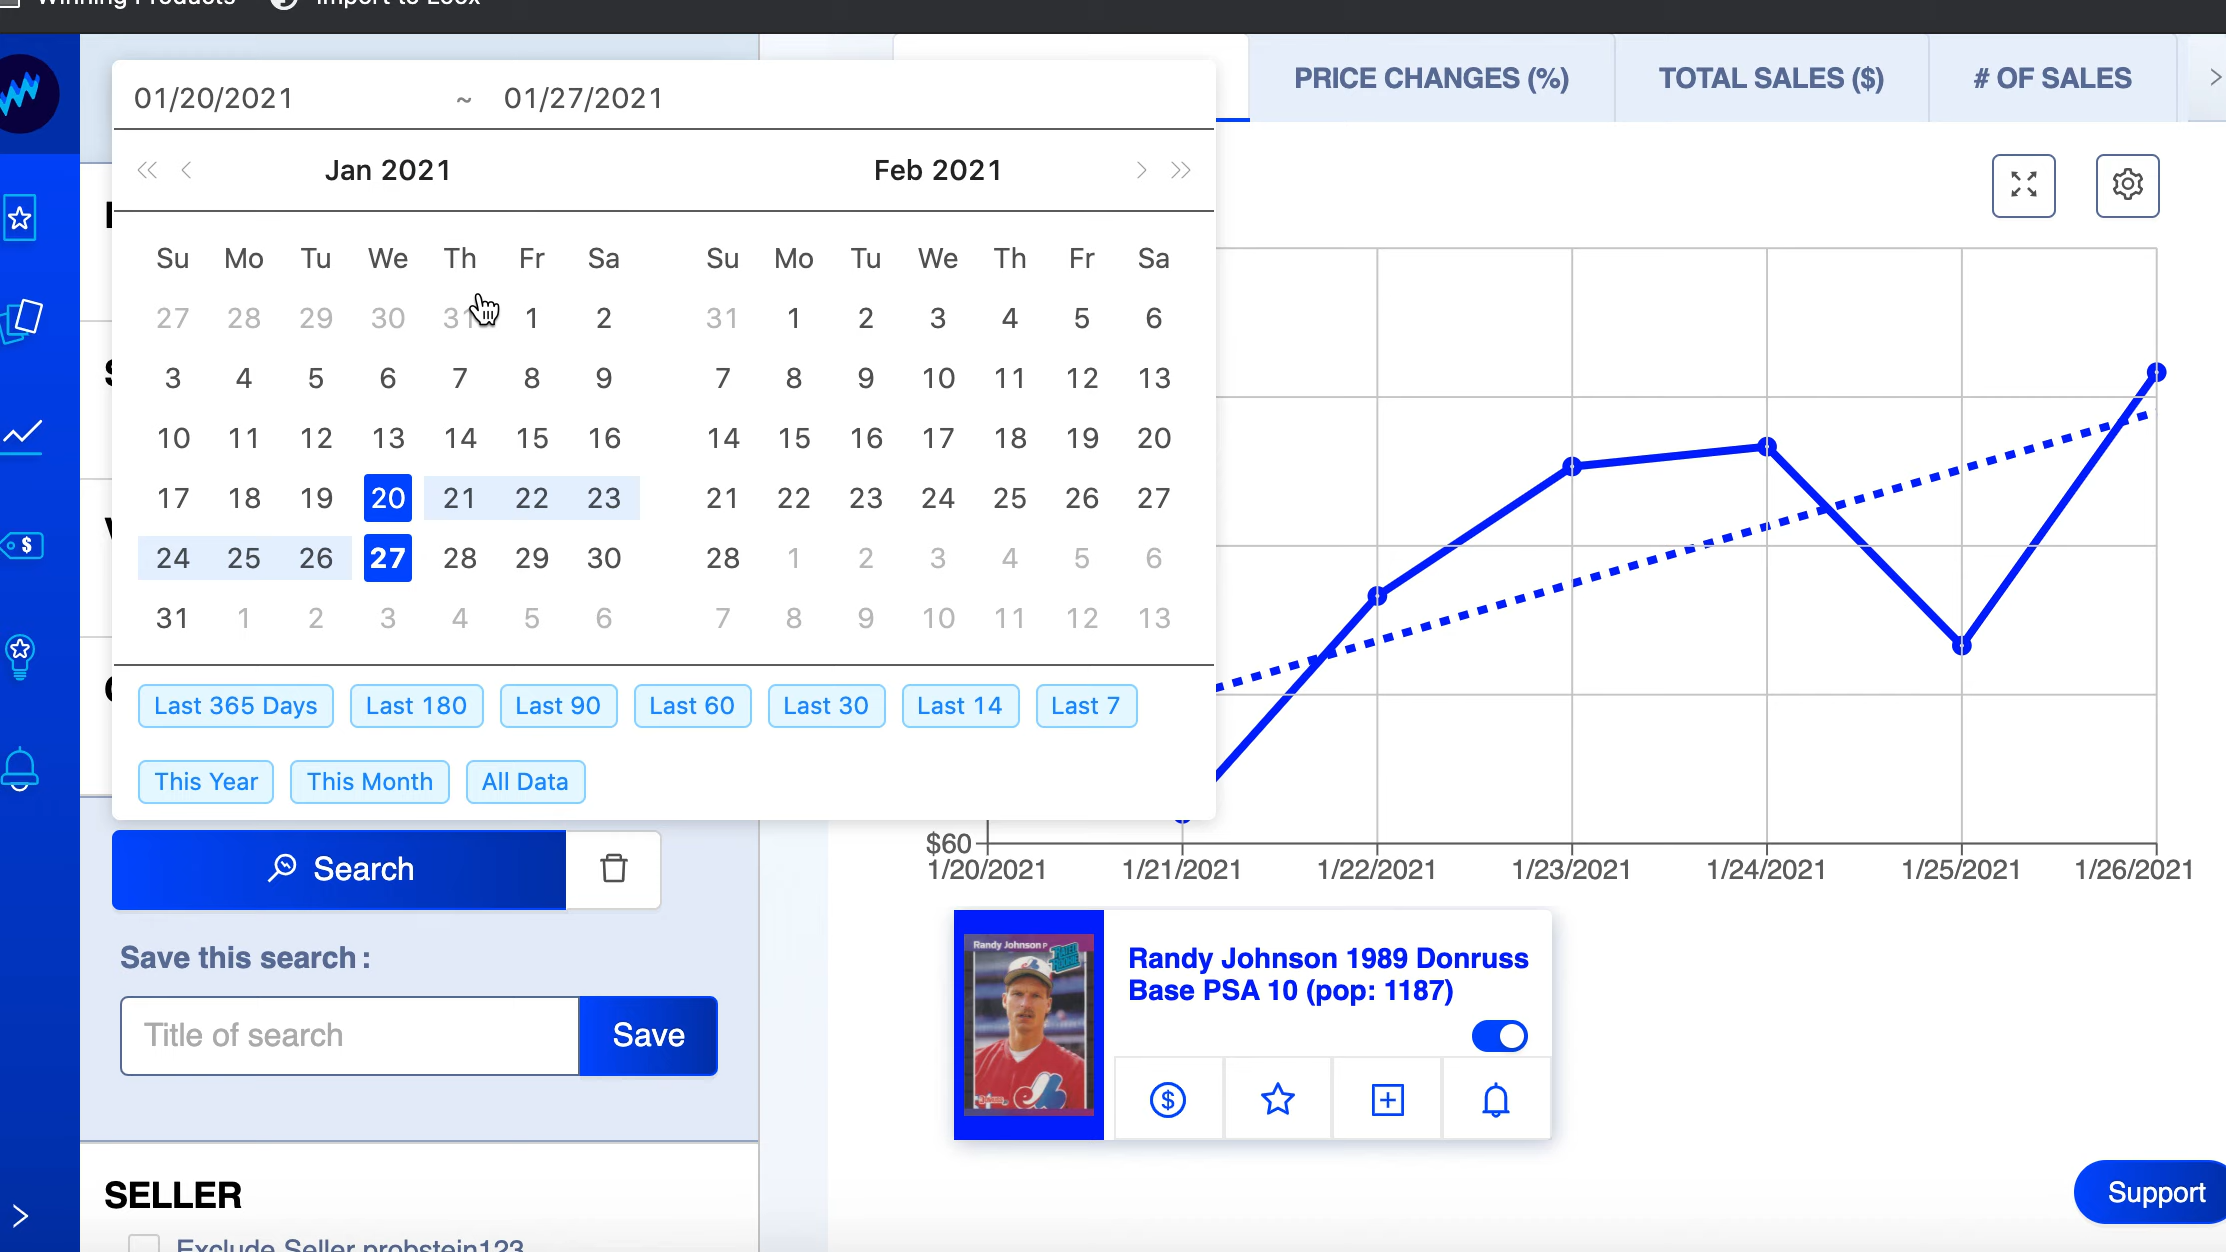 01/20/2021 ~ 01/27/2021
PRICE CHANGES (%) TOTAL SALES ($) # OF SALES
Jan 2021 Feb 2021
Su Mo Tu We Th Fr Sa Su Mo Tu We Th Fr Sa
27 28 29 30 31 1 2 31 1 2 3 4 5 6
3 4 5 6 7 8 9 7 8 9 10 11 12 13
10 11 12 13 14 15 16 14 15 16 17 18 19 20
17 18 19 20 21 22 23 21 22 23 24 25 26 27
24 25 26 27 28 29 30 28 1 2 3 4 5 6
31 1 2 3 4 5 6 7 8 9 10 11 12 13
Last 365 Days Last 180 Last 90 Last 60 Last 30 Last 14 Last 7
This Year This Month All Data
$60
1/20/2021 1/21/2021 1/22/2021 1/23/2021 1/24/2021 1/25/2021 1/26/2021
Search
Save this search:
Title of search
Save
Randy Johnson P
Randy Johnson 1989 Donruss
Base PSA 10 (pop: 1187)
SELLER
Exclude Seller probstein123
Support